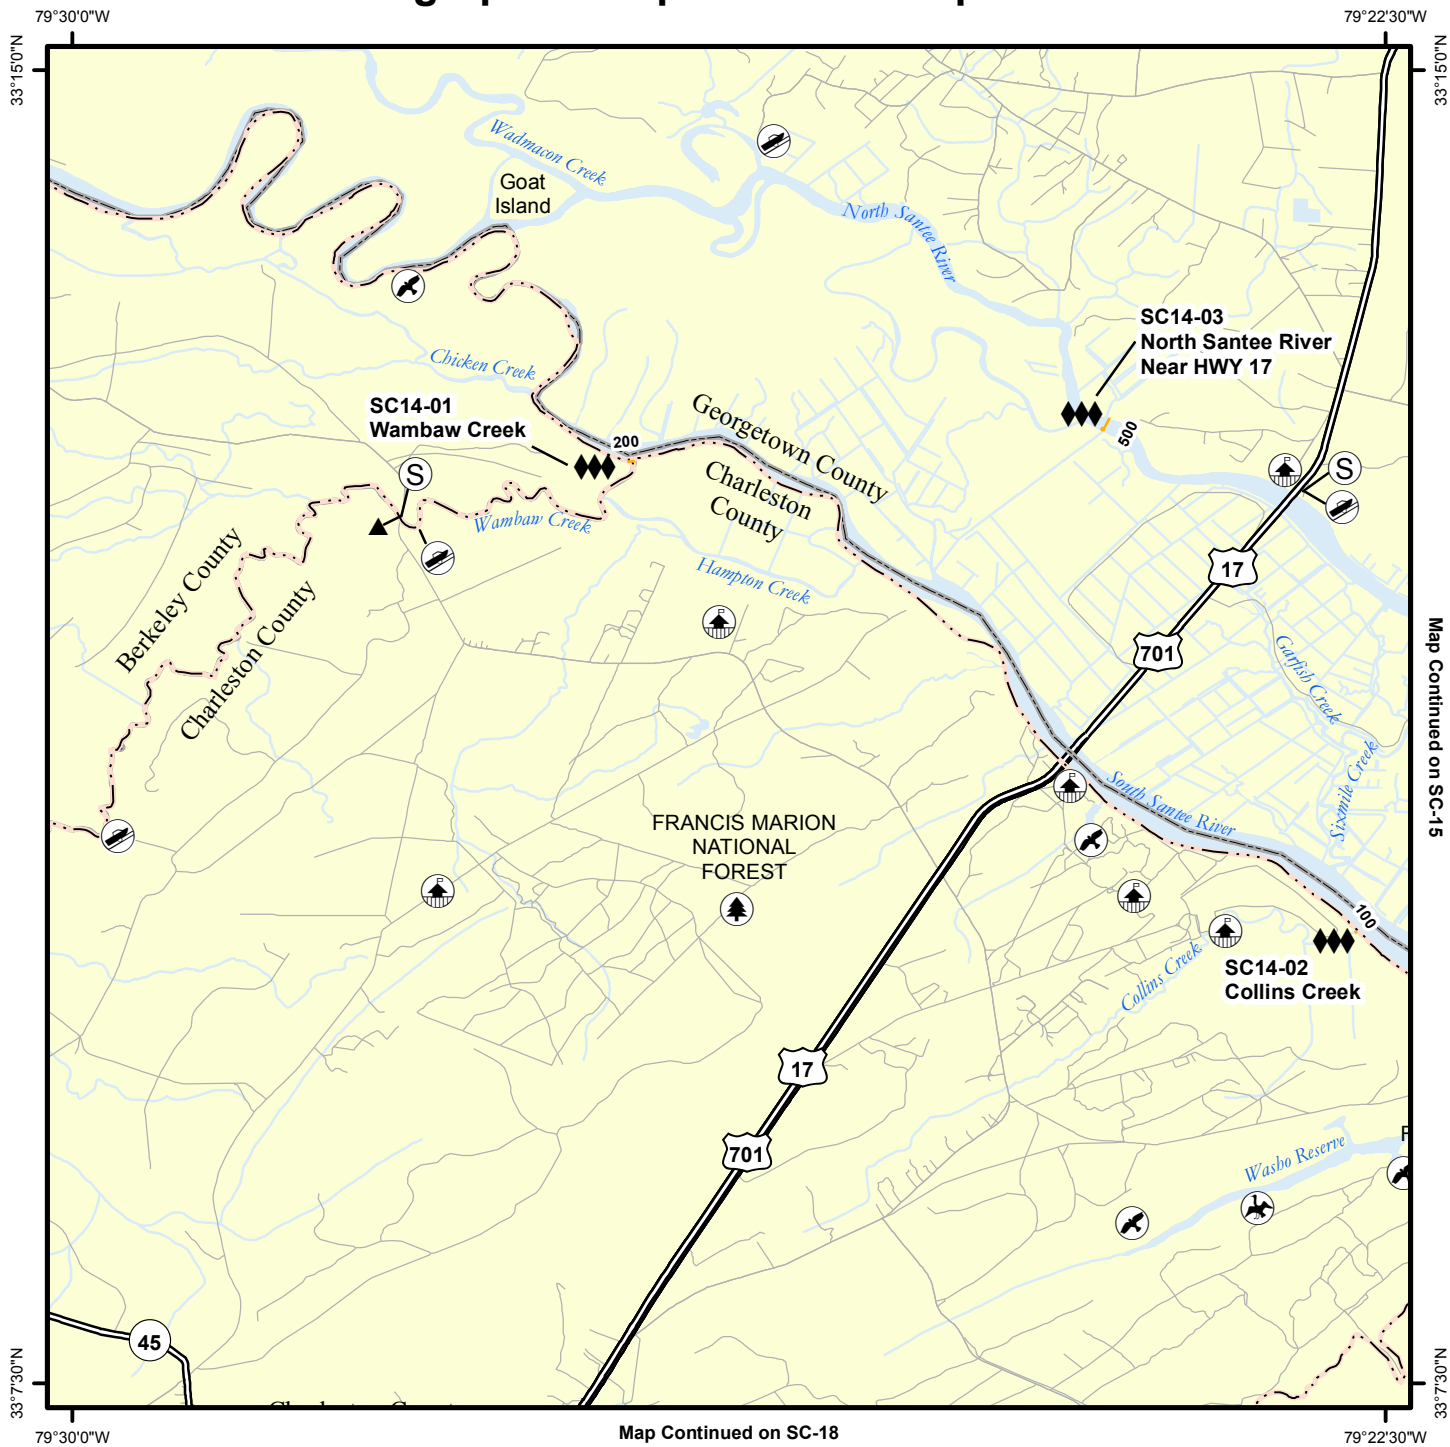 79°30'0"W
79°22'30"W
33°15'0"N
33°15'0"N
Wadmacon Creek
Goat
Island
North Santee River
SC14-03
North Santee River
Near HWY 17
Chicken Creek
SC14-01
Wambaw Creek
200
500
Georgetown County
Charleston
County
S
S
Wambaw Creek
Hampton Creek
17
Berkeley County
Charleston County
701
Garfish Creek
Map Continued on SC-15
Sixmile Creek
South Santee River
FRANCIS MARION
NATIONAL
FOREST
100
Collins Creek
SC14-02
Collins Creek
17
701
Washo Reserve
45
33°7'30"N
33°7'30"N
79°30'0"W
Map Continued on SC-18
79°22'30"W